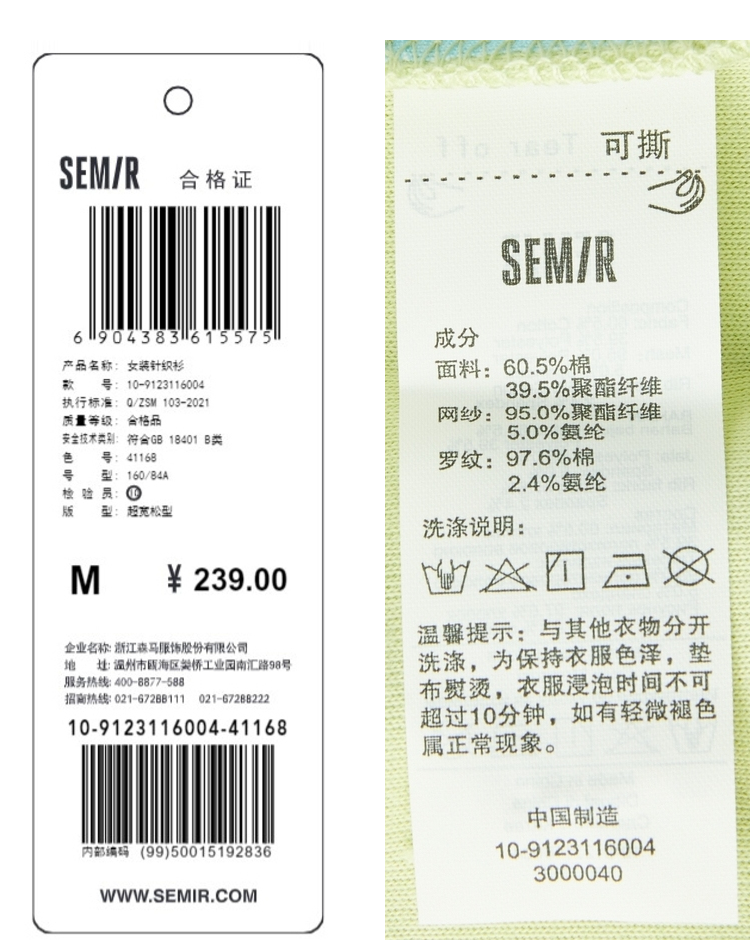 SEMIR 合格证
6 904383 615575
产品名称: 女装针织衫
款 号: 10-9123116004
执行标准: Q/ZSM 103-2021
质量等级: 合格品
安全技术类别: 符合GB 18401 B类
色 号: 41168
号 型: 160/84A
检 验 员:
版 型: 超宽松型
M ¥ 239.00
企业名称: 浙江森马服饰股份有限公司
地 址: 温州市瓯海区娄桥工业园南汇路98号
服务热线: 400-8877-588
招商热线: 021-67288111 021-67288222
10-9123116004-41168
内部编码 (99)50015192836
WWW.SEMIR.COM
可撕
SEMIR
成分
面料: 60.5%棉
39.5%聚酯纤维
网纱: 95.0%聚酯纤维
5.0%氨纶
罗纹: 97.6%棉
2.4%氨纶
洗涤说明:
温馨提示: 与其他衣物分开
洗涤，为保持衣服色泽，垫
布熨烫，衣服浸泡时间不可
超过10分钟，如有轻微褪色
属正常现象。
中国制造
10-9123116004
3000040